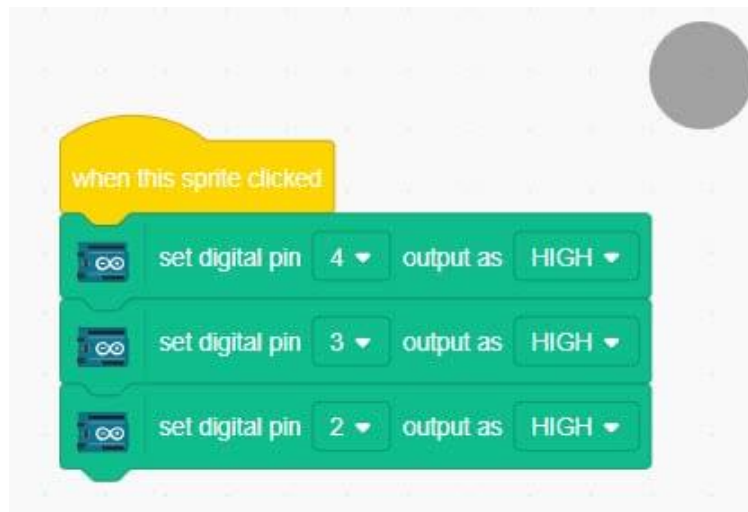 when this sprite clicked
set digital pin 4 output as HIGH
set digital pin 3 output as HIGH
set digital pin 2 output as HIGH